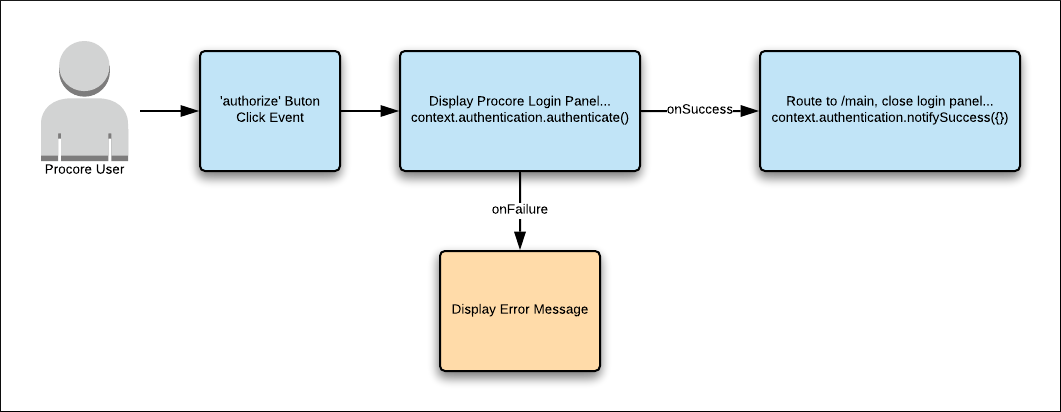 Procore User
'authorize' Buton
Click Event
Display Procore Login Panel...
context.authentication.authenticate()
onSuccess
Route to /main, close login panel...
context.authentication.notifySuccess({})
onFailure
Display Error Message